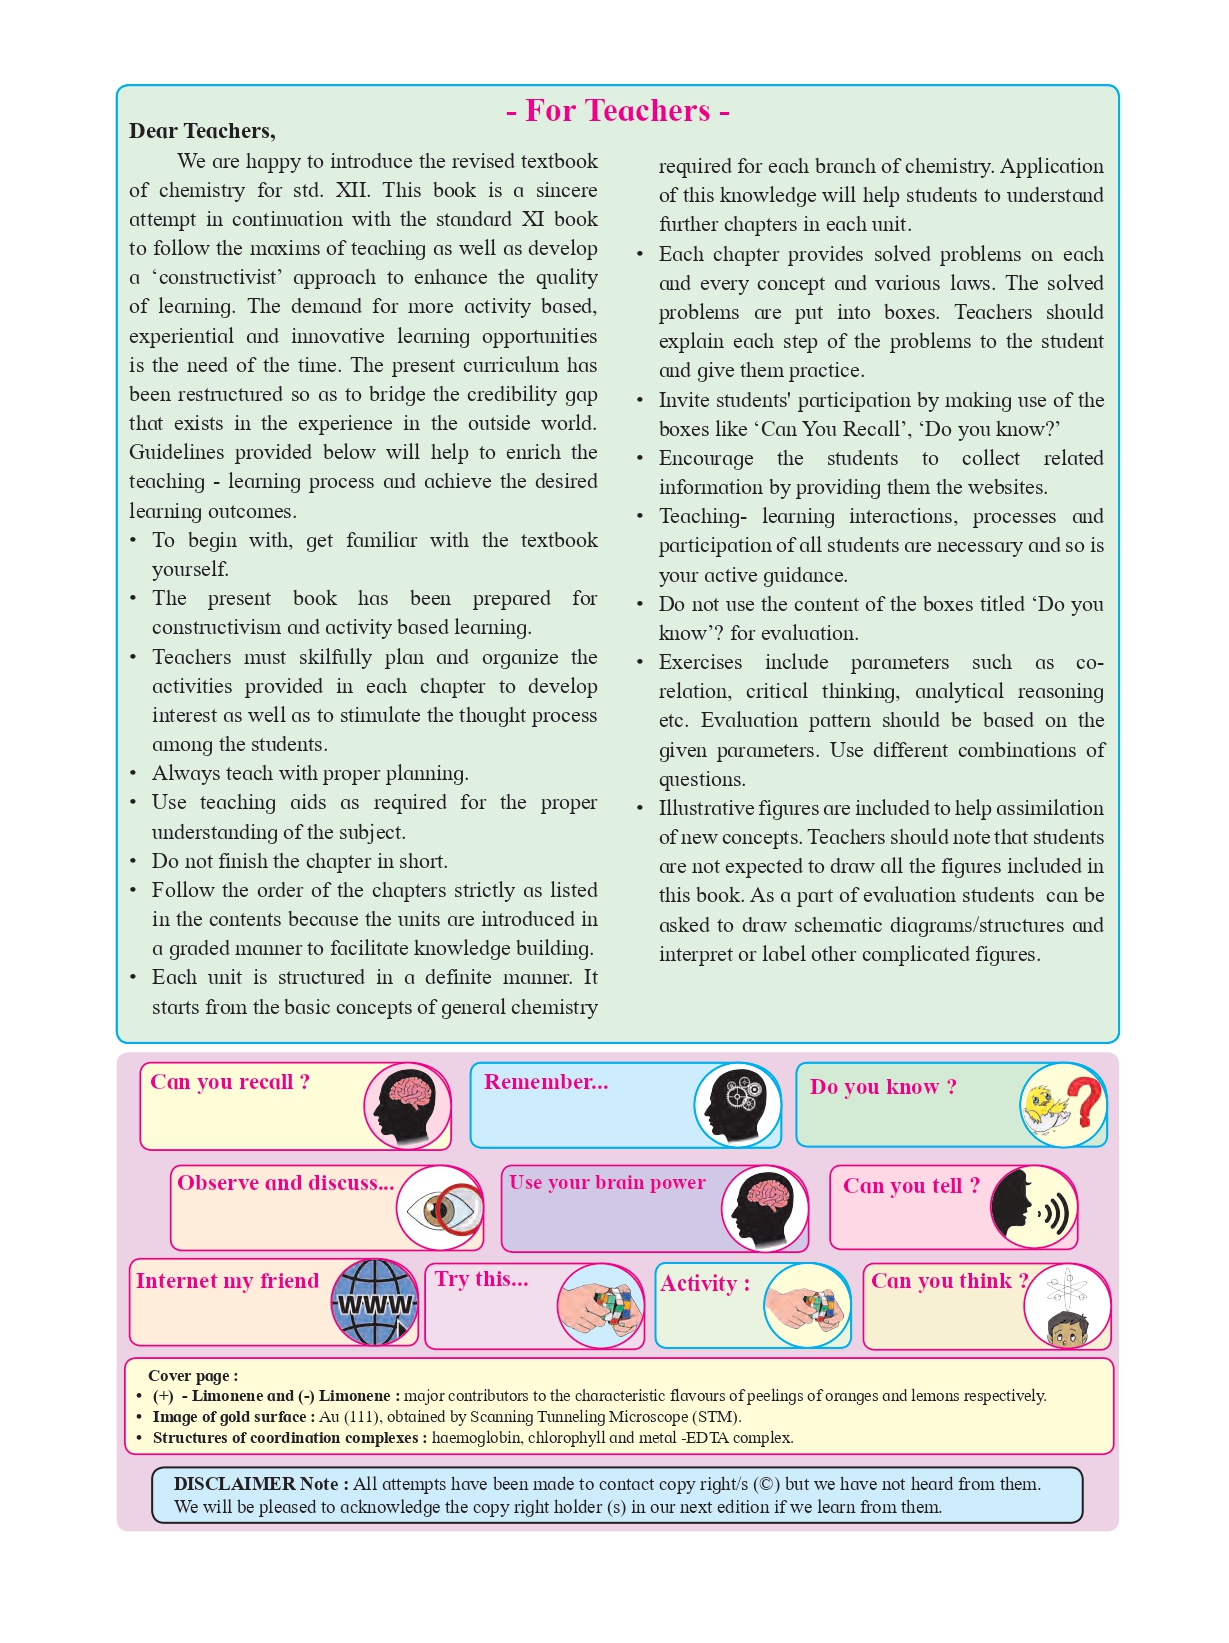 - For Teachers -
Dear Teachers,
We are happy to introduce the revised textbook
of chemistry for std. XII. This book is a sincere
attempt in continuation with the standard XI book
to follow the maxims of teaching as well as develop
a ‘constructivist’ approach to enhance the quality
of learning. The demand for more activity based,
experiential and innovative learning opportunities
is the need of the time. The present curriculum has
been restructured so as to bridge the credibility gap
that exists in the experience in the outside world.
Guidelines provided below will help to enrich the
teaching - learning process and achieve the desired
learning outcomes.
• To begin with, get familiar with the textbook
yourself.
• The present book has been prepared for
constructivism and activity based learning.
• Teachers must skilfully plan and organize the
activities provided in each chapter to develop
interest as well as to stimulate the thought process
among the students.
• Always teach with proper planning.
• Use teaching aids as required for the proper
understanding of the subject.
• Do not finish the chapter in short.
• Follow the order of the chapters strictly as listed
in the contents because the units are introduced in
a graded manner to facilitate knowledge building.
• Each unit is structured in a definite manner. It
starts from the basic concepts of general chemistry
required for each branch of chemistry. Application
of this knowledge will help students to understand
further chapters in each unit.
• Each chapter provides solved problems on each
and every concept and various laws. The solved
problems are put into boxes. Teachers should
explain each step of the problems to the student
and give them practice.
• Invite students' participation by making use of the
boxes like ‘Can You Recall’, ‘Do you know?’
• Encourage the students to collect related
information by providing them the websites.
• Teaching- learning interactions, processes and
participation of all students are necessary and so is
your active guidance.
• Do not use the content of the boxes titled ‘Do you
know’? for evaluation.
• Exercises include parameters such as co-
relation, critical thinking, analytical reasoning
etc. Evaluation pattern should be based on the
given parameters. Use different combinations of
questions.
• Illustrative figures are included to help assimilation
of new concepts. Teachers should note that students
are not expected to draw all the figures included in
this book. As a part of evaluation students can be
asked to draw schematic diagrams/structures and
interpret or label other complicated figures.
Can you recall ?
Remember...
Do you know ?
Observe and discuss...
Use your brain power
Can you tell ?
Internet my friend
WWW
Try this...
Activity :
Can you think ?
Cover page :
• (+) - Limonene and (-) Limonene : major contributors to the characteristic flavours of peelings of oranges and lemons respectively.
• Image of gold surface : Au (111), obtained by Scanning Tunneling Microscope (STM).
• Structures of coordination complexes : haemoglobin, chlorophyll and metal -EDTA complex.
DISCLAIMER Note : All attempts have been made to contact copy right/s (©) but we have not heard from them.
We will be pleased to acknowledge the copy right holder (s) in our next edition if we learn from them.